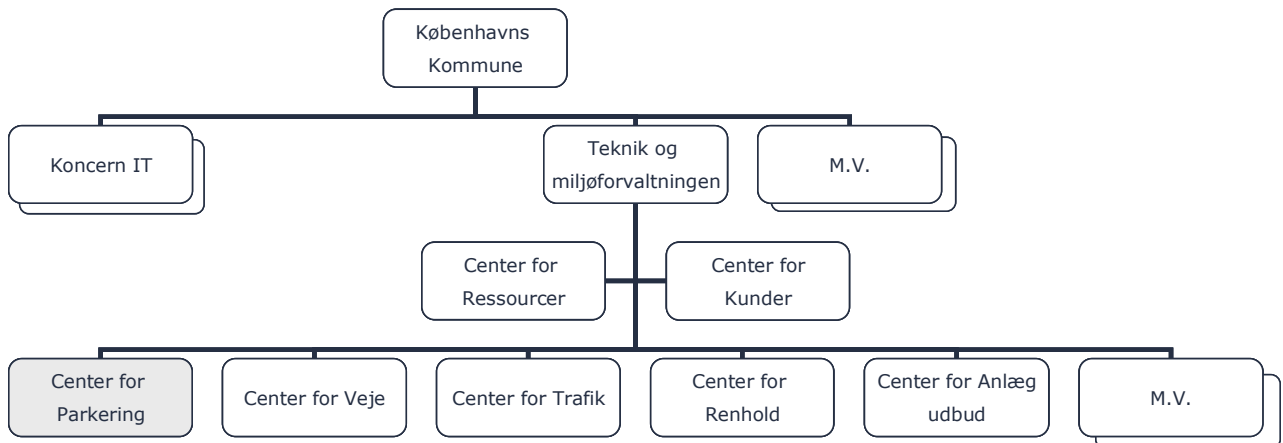 Københavns
Kommune
Koncern IT
Teknik og
miljøforvaltningen
M.V.
Center for
Ressourcer
Center for
Kunder
Center for
Parkering
Center for Veje
Center for Trafik
Center for
Renhold
Center for Anlæg
udbud
M.V.